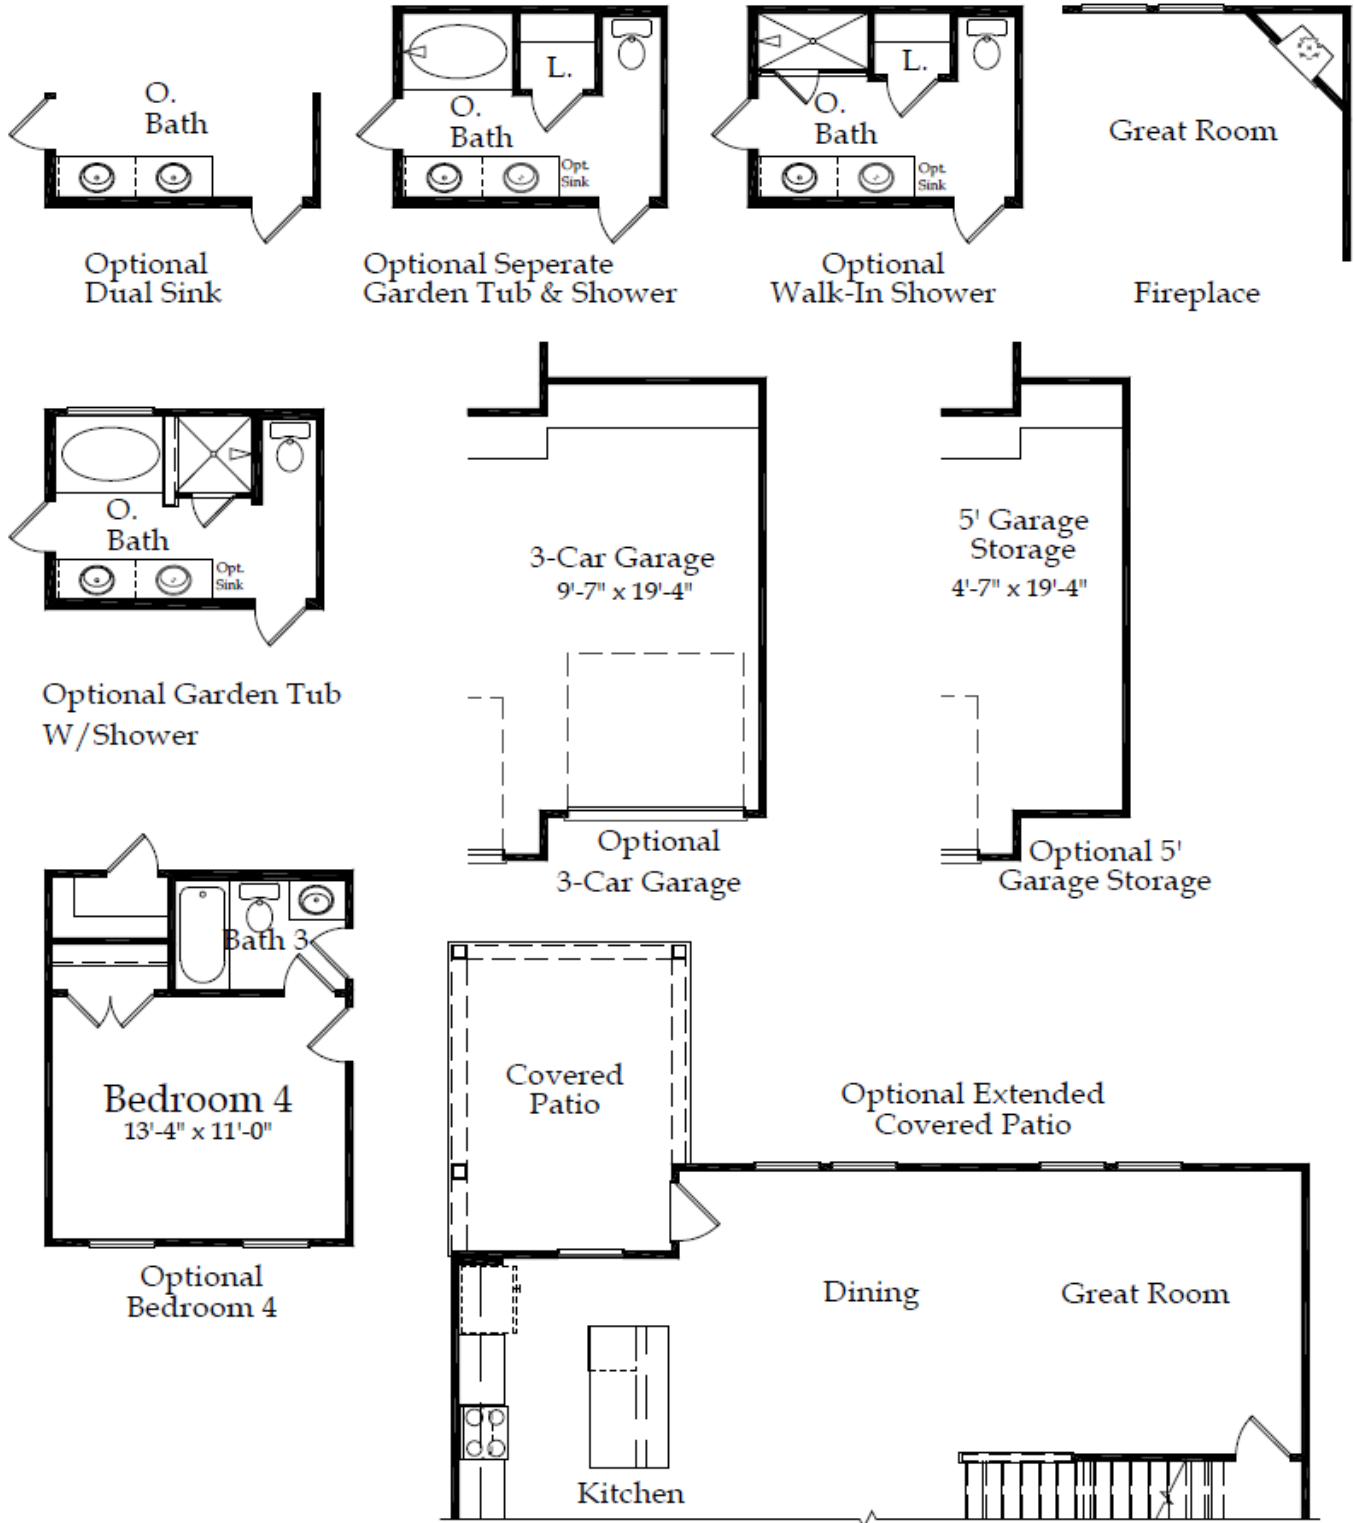 O.
Bath
Optional
Dual Sink
L.
O.
Bath
Opt.
Sink
Optional Seperate
Garden Tub & Shower
L.
O.
Bath
Opt.
Sink
Optional
Walk-In Shower
Great Room
Fireplace
O.
Bath
Opt.
Sink
Optional Garden Tub
W/Shower
3-Car Garage
9'-7" x 19'-4"
Optional
3-Car Garage
5' Garage
Storage
4'-7" x 19'-4"
Optional 5'
Garage Storage
Bath 3
Bedroom 4
13'-4" x 11'-0"
Optional
Bedroom 4
Covered
Patio
Optional Extended
Covered Patio
Dining
Great Room
Kitchen